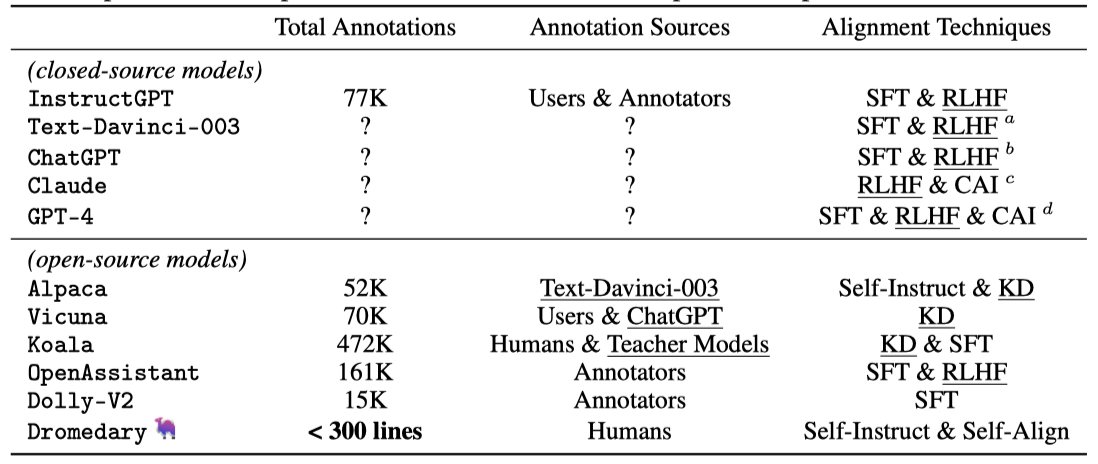 Total Annotations Annotation Sources Alignment Techniques
(closed-source models)
InstructGPT 77K Users & Annotators SFT & RLHF
Text-Davinci-003 ? ? SFT & RLHF a
ChatGPT ? ? SFT & RLHF b
Claude ? ? RLHF & CAI c
GPT-4 ? ? SFT & RLHF & CAI d
(open-source models)
Alpaca 52K Text-Davinci-003 Self-Instruct & KD
Vicuna 70K Users & ChatGPT KD
Koala 472K Humans & Teacher Models KD & SFT
OpenAssistant 161K Annotators SFT & RLHF
Dolly-V2 15K Annotators SFT
Dromedary 🐪 < 300 lines Humans Self-Instruct & Self-Align